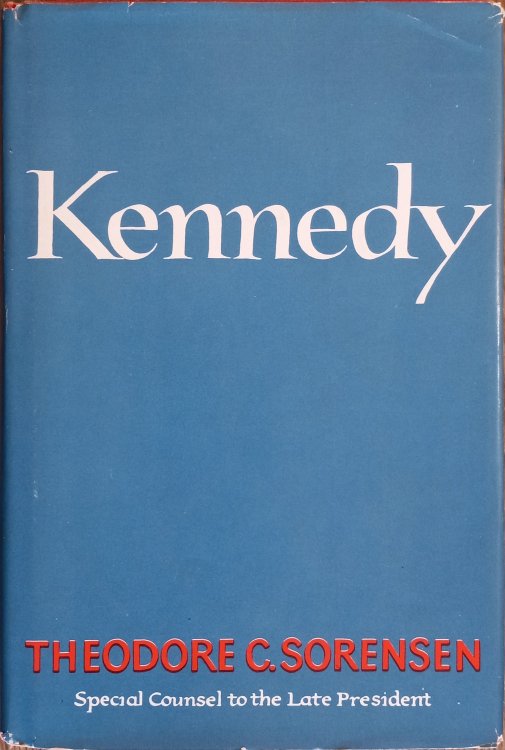 Kennedy
THEODORE C. SORENSEN
Special Counsel to the Late President